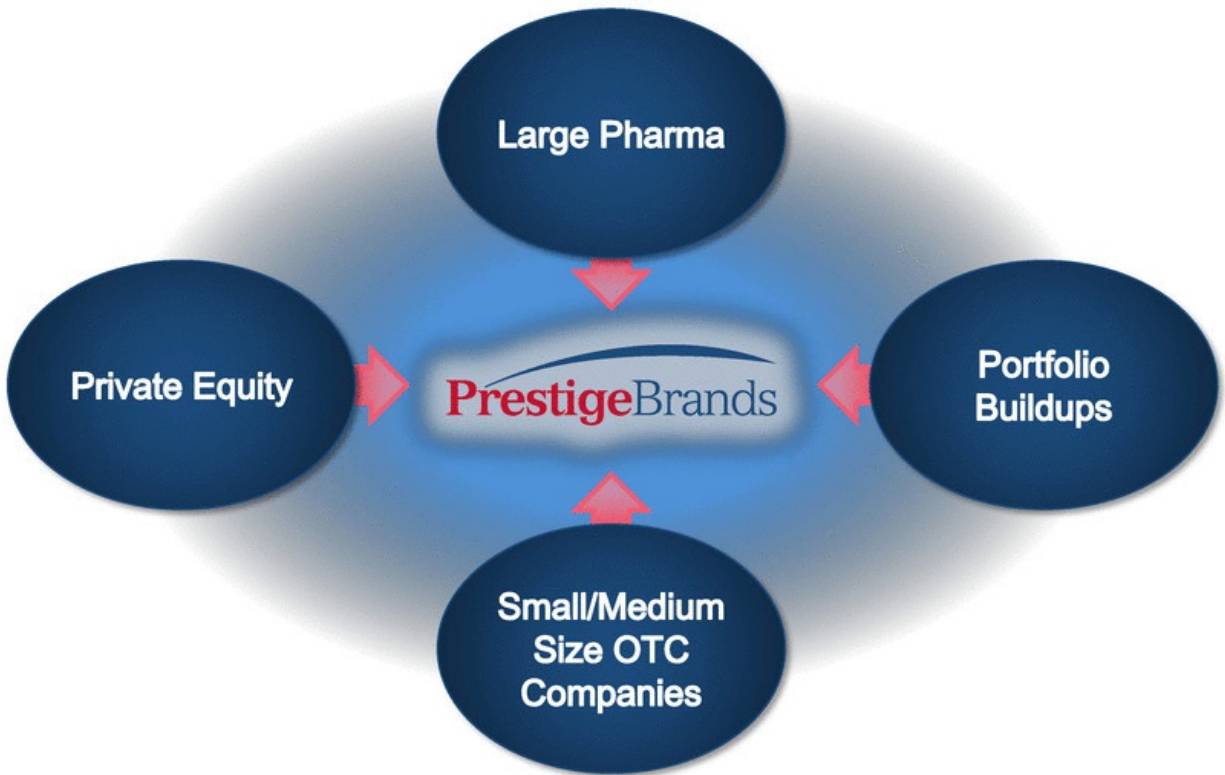 Large Pharma
Private Equity
PrestigeBrands
Portfolio
Buildups
Small/Medium
Size OTC
Companies